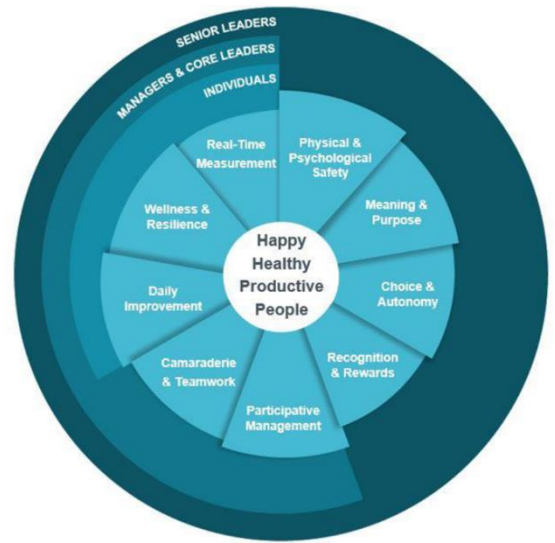 SENIOR LEADERS
MANAGERS & CORE LEADERS
INDIVIDUALS
Real-Time
Measurement
Physical &
Psychological
Safety
Meaning &
Purpose
Choice &
Autonomy
Recognition
& Rewards
Participative
Management
Camaraderie
& Teamwork
Daily
Improvement
Wellness &
Resilience
Happy
Healthy
Productive
People